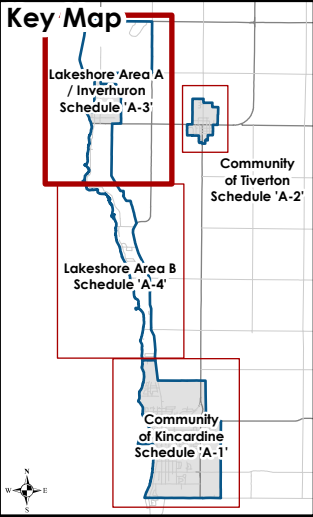 Key Map
Lakeshore Area A
/ Inverhuron
Schedule 'A-3'
Community
of Tiverton
Schedule 'A-2'
Lakeshore Area B
Schedule 'A-4'
Community
of Kincardine
Schedule 'A-1'
N
W E
S